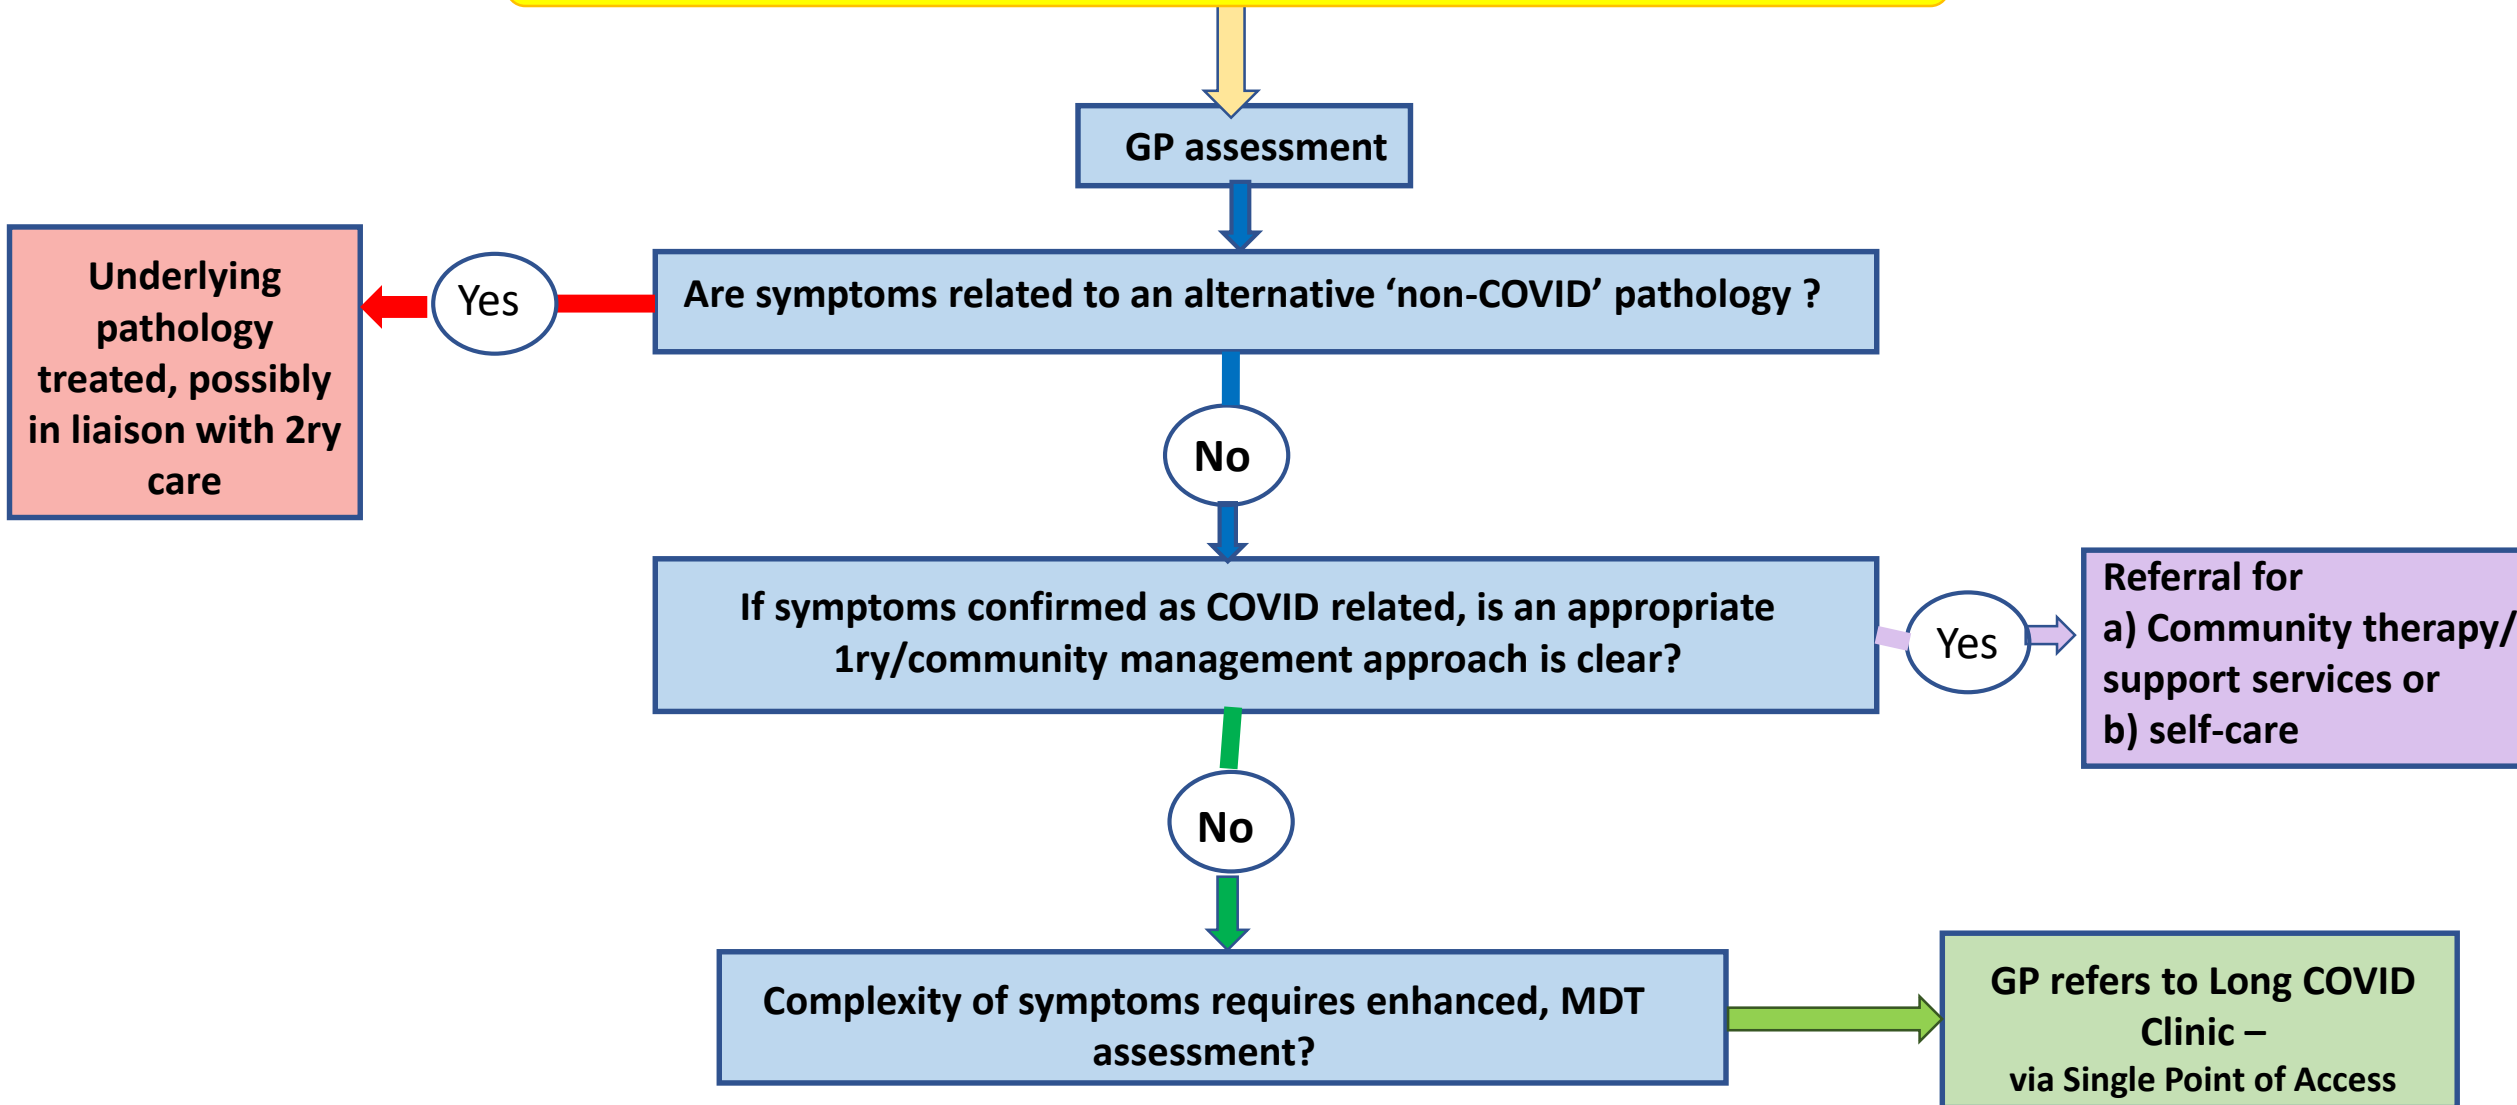 GP assessment
Underlying
pathology
treated, possibly
in liaison with 2ry
care
Yes
Are symptoms related to an alternative ‘non-COVID’ pathology ?
No
If symptoms confirmed as COVID related, is an appropriate
1ry/community management approach is clear?
Yes
Referral for
a) Community therapy/
support services or
b) self-care
No
Complexity of symptoms requires enhanced, MDT
assessment?
GP refers to Long COVID
Clinic –
via Single Point of Access